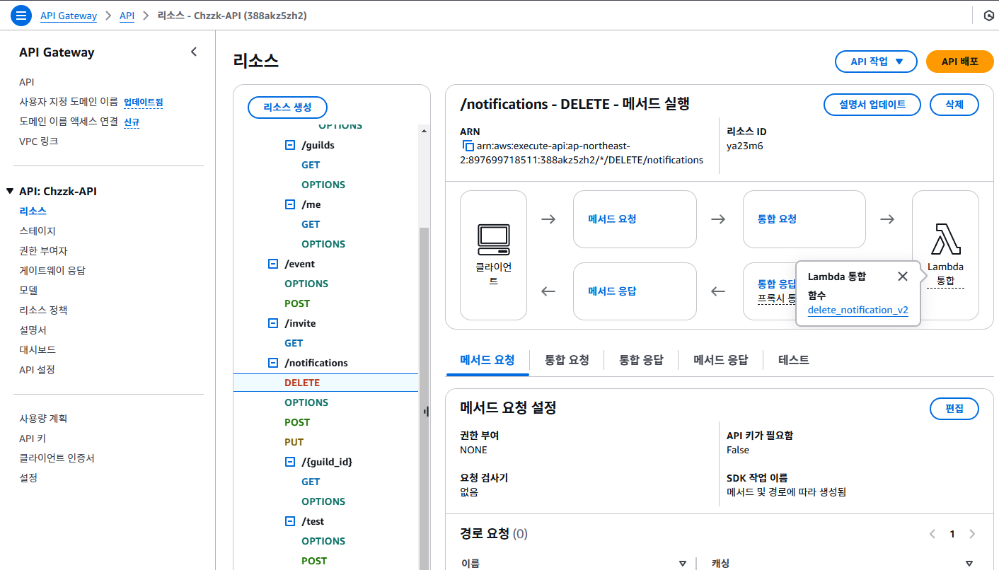 API Gateway > API > 리소스 - Chzzk-API (388akz5zh2)
API Gateway
API
사용자 지정 도메인 이름 업데이트됨
도메인 이름 액세스 연결 신규
VPC 링크
API: Chzzk-API
리소스
스테이지
권한 부여자
게이트웨이 응답
모델
리소스 정책
설명서
대시보드
API 설정
사용량 계획
API 키
클라이언트 인증서
설정
리소스
API 작업
API 배포
리소스 생성
OPTIONS
/guilds
GET
OPTIONS
/me
GET
OPTIONS
/event
OPTIONS
POST
/invite
GET
/notifications
DELETE
OPTIONS
POST
PUT
/{guild_id}
GET
OPTIONS
/test
OPTIONS
POST
/notifications - DELETE - 메서드 실행
설명서 업데이트
삭제
ARN
arn:aws:execute-api:ap-northeast-
2:897699718511:388akz5zh2/*/DELETE/notifications
리소스 ID
ya23m6
클라이언
트
메서드 요청
통합 요청
Lambda
통합
메서드 응답
통합 응답
프록시 통
Lambda 통합
함수
delete_notification_v2
메서드 요청
통합 요청
통합 응답
메서드 응답
테스트
메서드 요청 설정
편집
권한 부여
NONE
API 키가 필요함
False
요청 검사기
없음
SDK 작업 이름
메서드 및 경로에 따라 생성됨
경로 요청 (0)
1
이름
캐싱